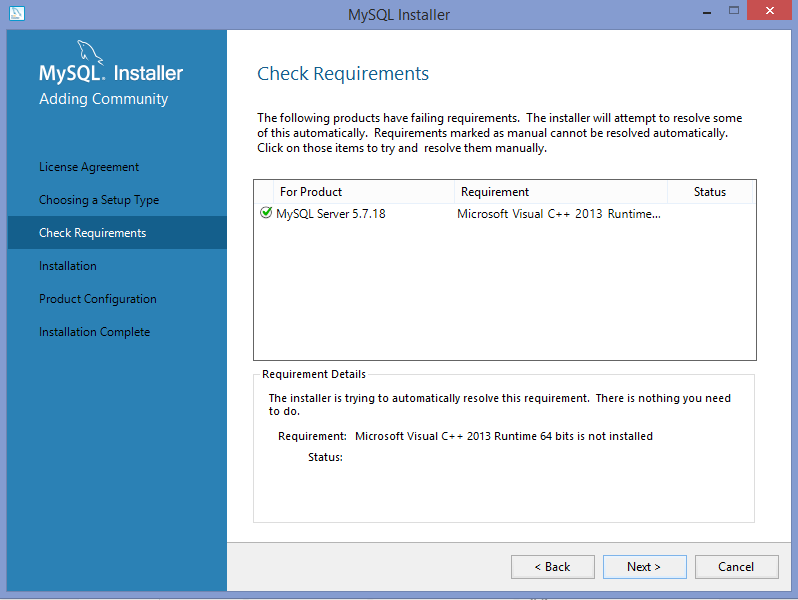 MySQL Installer
MySQL. Installer
Adding Community
License Agreement
Choosing a Setup Type
Check Requirements
Installation
Product Configuration
Installation Complete
Check Requirements
The following products have failing requirements. The installer will attempt to resolve some
of this automatically. Requirements marked as manual cannot be resolved automatically.
Click on those items to try and resolve them manually.
For Product Requirement Status
MySQL Server 5.7.18 Microsoft Visual C++ 2013 Runtime...
Requirement Details
The installer is trying to automatically resolve this requirement. There is nothing you need
to do.
Requirement: Microsoft Visual C++ 2013 Runtime 64 bits is not installed
Status:
< Back Next > Cancel